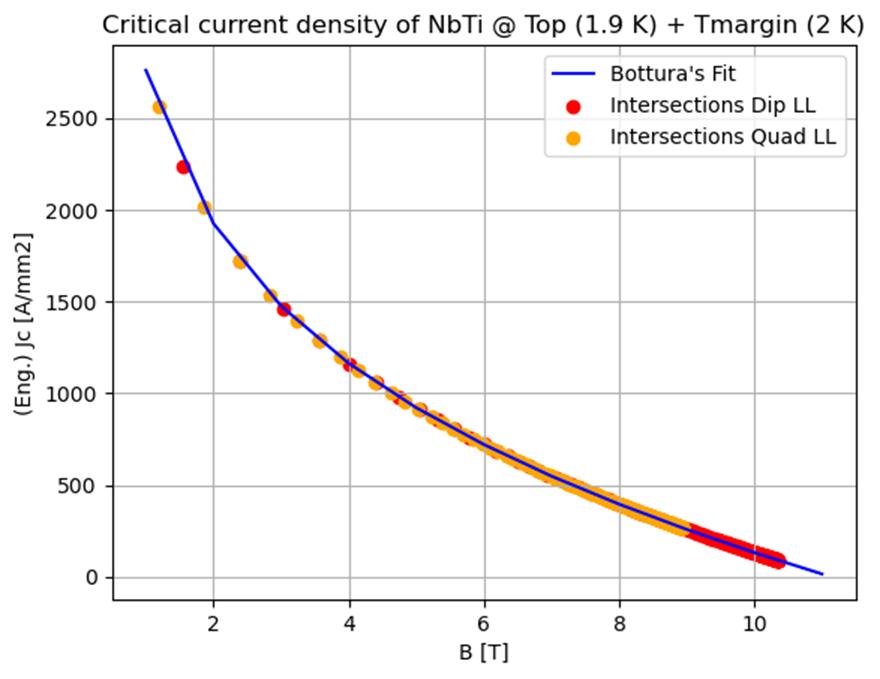 Critical current density of NbTi @ Top (1.9 K) + Tmargin (2 K)
Bottura's Fit
Intersections Dip LL
Intersections Quad LL
(Eng.) Jc [A/mm2]
2500
2000
1500
1000
500
0
2 4 6 8 10
B [T]